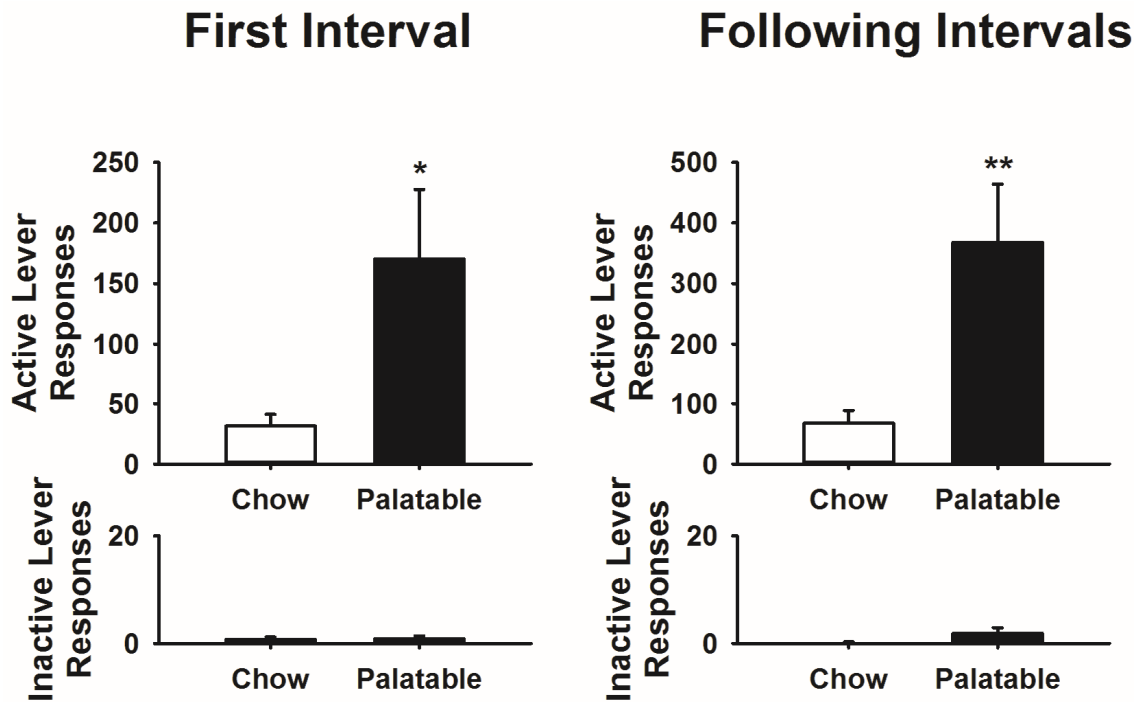 First Interval
Following Intervals
Active Lever
Responses
250
200
150
100
50
0
*
Chow
Palatable
Active Lever
Responses
500
400
300
200
100
0
**
Chow
Palatable
Inactive Lever
Responses
20
0
Chow
Palatable
Inactive Lever
Responses
20
0
Chow
Palatable